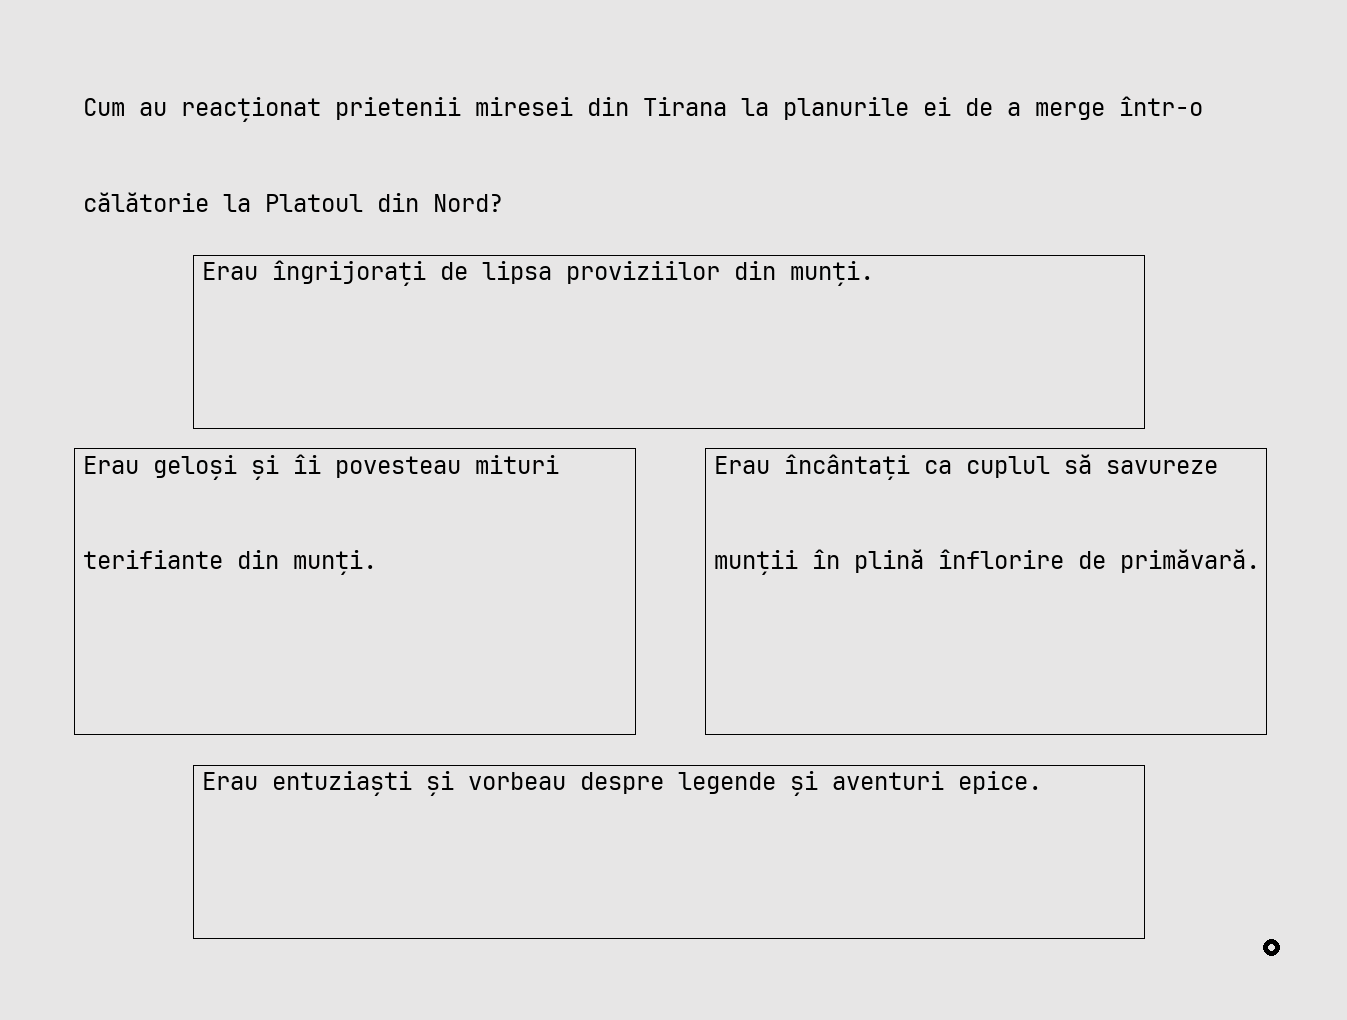 Cum au reacționat prietenii miresei din Tirana la planurile ei de a merge într-o
călătorie la Platoul din Nord?
Erau îngrijorați de lipsa proviziilor din munți.
Erau geloși și îi povesteau mituri
terifiante din munți.
Erau încântați ca cuplul să savureze
munții în plină înflorire de primăvară.
Erau entuziaști și vorbeau despre legende și aventuri epice.